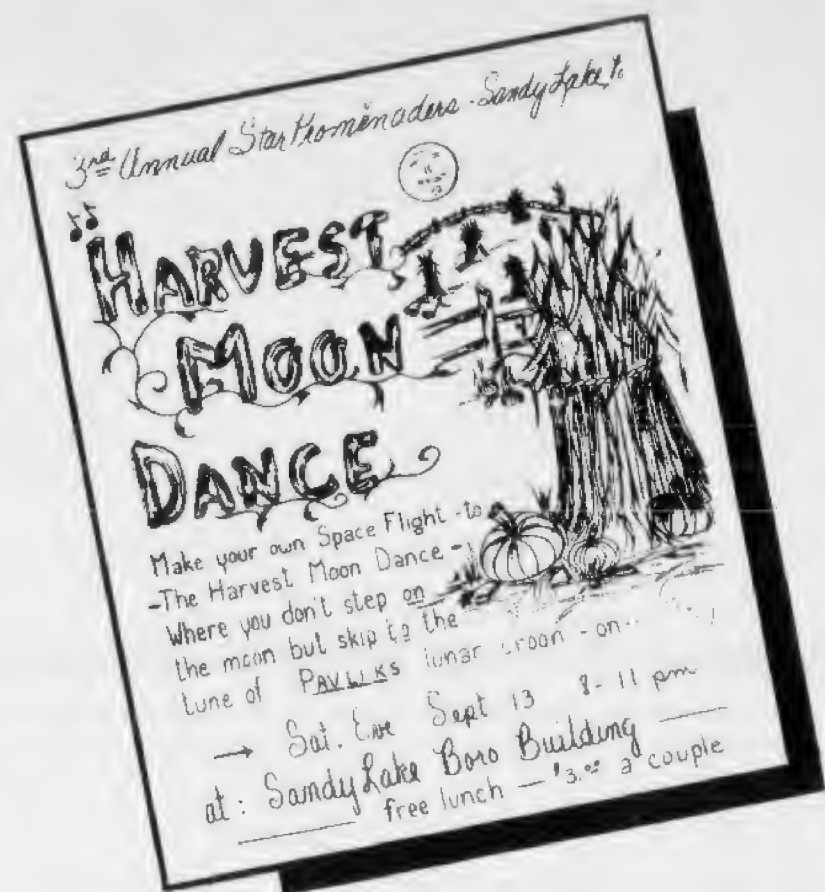 3rd Annual Star Promenaders - Sandy Lake, Pa
HARVEST
MOON
DANCE
Make your own Space Flight - to
- The Harvest Moon Dance -
Where you don't step on
the moon but skip to the
tune of PAVLIKS lunar croon - on -
→ Sat. Eve Sept 13 8 - 11 pm
at: Sandy Lake Boro Building
free lunch — $3.00 a couple